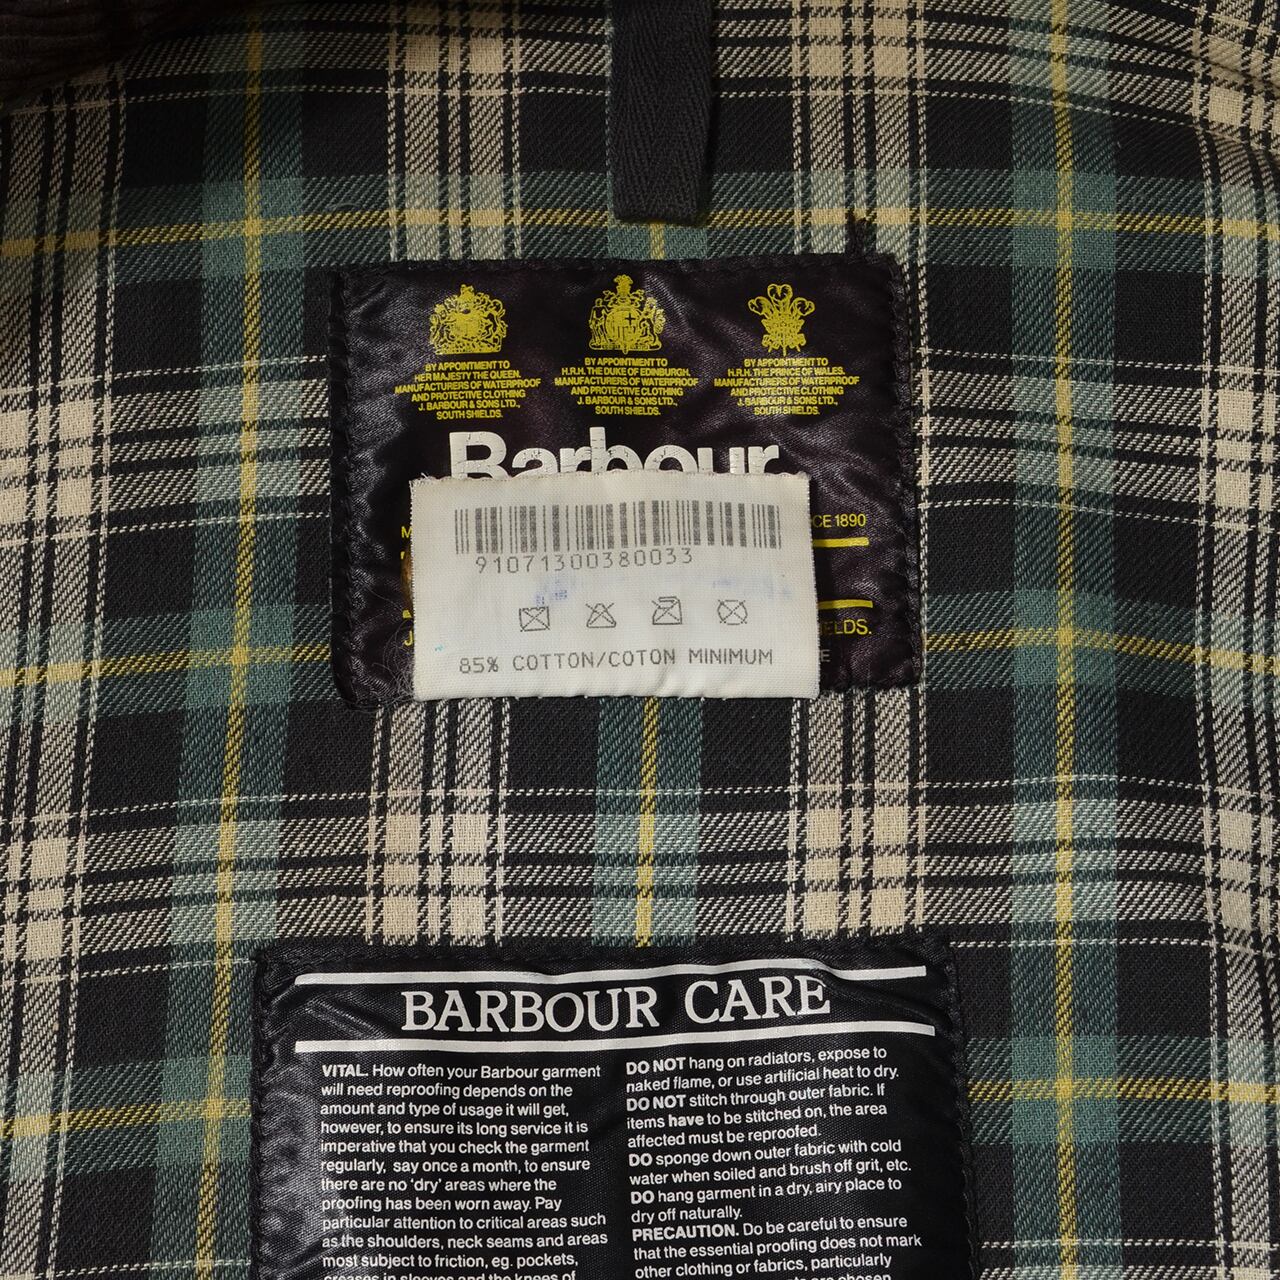 BY APPOINTMENT TO
HER MAJESTY THE QUEEN.
MANUFACTURERS OF WATERPROOF
AND PROTECTIVE CLOTHING
J. BARBOUR & SONS LTD.,
SOUTH SHIELDS.
BY APPOINTMENT TO
H.R.H. THE DUKE OF EDINBURGH.
MANUFACTURERS OF WATERPROOF
AND PROTECTIVE CLOTHING
J. BARBOUR & SONS LTD.,
SOUTH SHIELDS.
BY APPOINTMENT TO
H.R.H. THE PRINCE OF WALES.
MANUFACTURERS OF WATERPROOF
AND PROTECTIVE CLOTHING
J. BARBOUR & SONS LTD.,
SOUTH SHIELDS.
Barbour
1890
91071300380033
85% COTTON/COTON MINIMUM
BARBOUR CARE
VITAL. How often your Barbour garment
will need reproofing depends on the
amount and type of usage it will get,
however, to ensure its long service it is
imperative that you check the garment
regularly, say once a month, to ensure
there are no 'dry' areas where the
proofing has been worn away. Pay
particular attention to critical areas such
as the shoulders, neck seams and areas
most subject to friction, eg. pockets,
creases in sleeves and the knees of
DO NOT hang on radiators, expose to
naked flame, or use artificial heat to dry.
DO NOT stitch through outer fabric. If
items have to be stitched on, the area
affected must be reproofed.
DO sponge down outer fabric with cold
water when soiled and brush off grit, etc.
DO hang garment in a dry, airy place to
dry off naturally.
PRECAUTION. Do be careful to ensure
that the essential proofing does not mark
other clothing or fabrics, particularly
are chosen